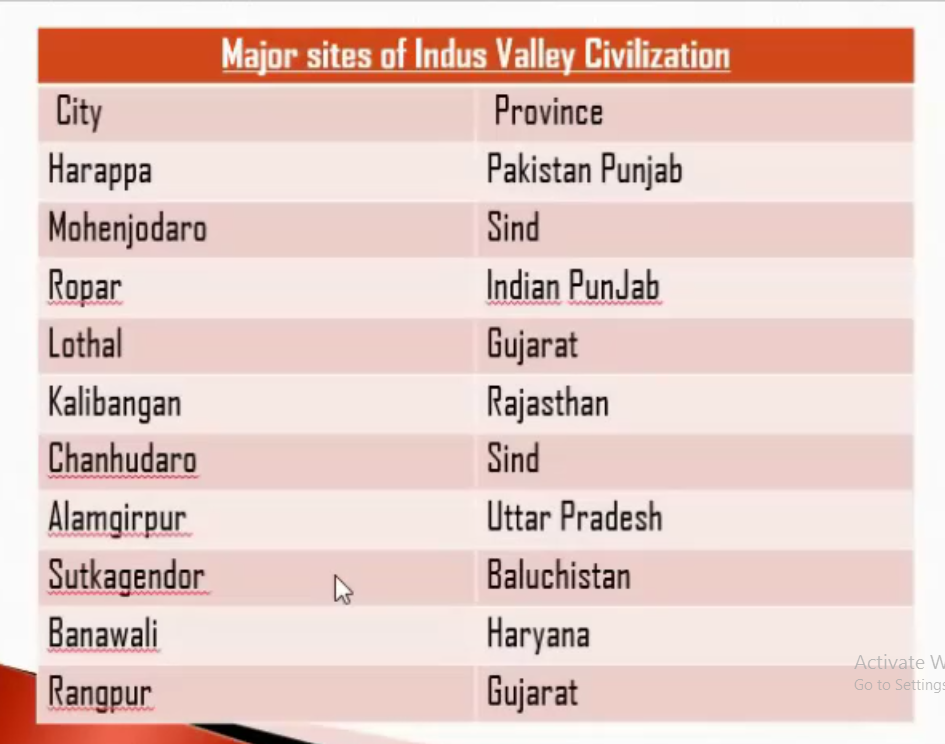 Major sites of Indus Valley Civilization
City Province
Harappa Pakistan Punjab
Mohenjodaro Sind
Ropar Indian PunJab
Lothal Gujarat
Kalibangan Rajasthan
Chanhudaro Sind
Alamgirpur Uttar Pradesh
Sutkagendor Baluchistan
Banawali Haryana
Activate W
Go to Settings
Rangpur Gujarat